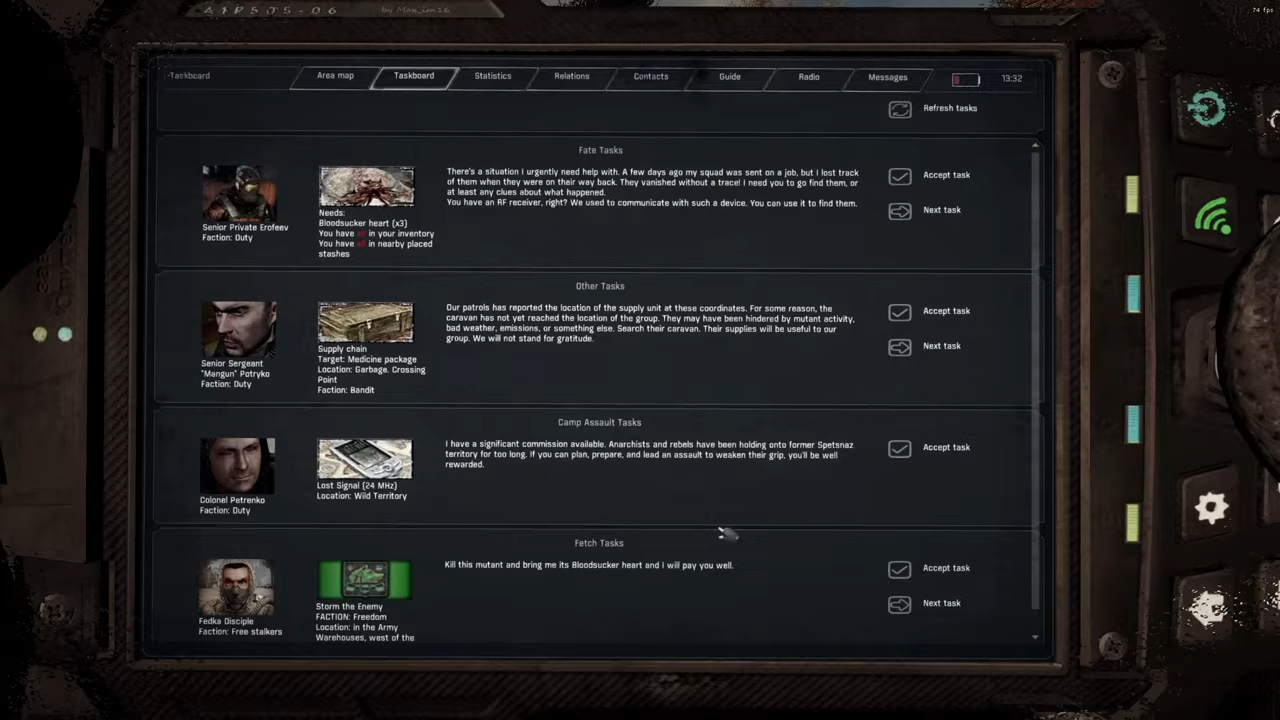 A T P 5 T 5 - 0 6
by Max_im16
74 fps
-Taskboard
Area map
Taskboard
Statistics
Relations
Contacts
Guide
Radio
Messages
13:32
Refresh tasks
Fate Tasks
Senior Private Erofeev
Faction: Duty
Needs:
Bloodsucker heart (x3)
You have x0 in your inventory
You have x0 in nearby placed
stashes
There's a situation I urgently need help with. A few days ago my squad was sent on a job, but I lost track
of them when they were on their way back. They vanished without a trace! I need you to go find them, or
at least any clues about what happened.
You have an RF receiver, right? We used to communicate with such a device. You can use it to find them.
Accept task
Next task
Other Tasks
Senior Sergeant
"Mangun" Potryko
Faction: Duty
Supply chain
Target: Medicine package
Location: Garbage. Crossing
Point
Faction: Bandit
Our patrols has reported the location of the supply unit at these coordinates. For some reason, the
caravan has not yet reached the location of the group. They may have been hindered by mutant activity,
bad weather, emissions, or something else. Search their caravan. Their supplies will be useful to our
group. We will not stand for gratitude.
Accept task
Next task
Camp Assault Tasks
Colonel Petrenko
Faction: Duty
Lost Signal (24 MHz)
Location: Wild Territory
I have a significant commission available. Anarchists and rebels have been holding onto former Spetsnaz
territory for too long. If you can plan, prepare, and lead an assault to weaken their grip, you'll be well
rewarded.
Accept task
Fetch Tasks
Fedka Disciple
Faction: Free stalkers
Storm the Enemy
FACTION: Freedom
Location: in the Army
Warehouses, west of the
Kill this mutant and bring me its Bloodsucker heart and I will pay you well.
Accept task
Next task